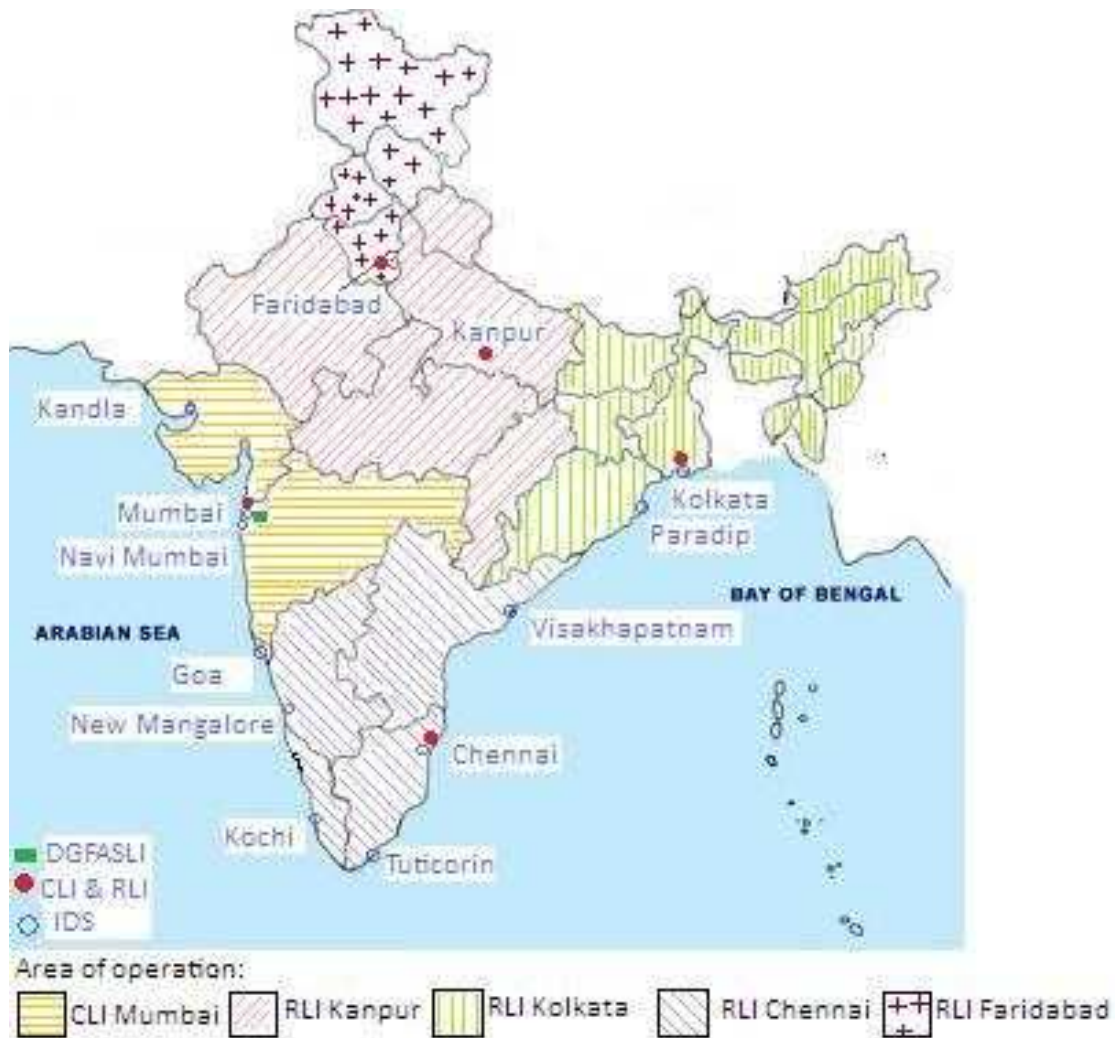 Faridabad
Kanpur
Kandla
Mumbai
Navi Mumbai
Kolkata
Paradip
BAY OF BENGAL
ARABIAN SEA
Visakhapatnam
Goa
New Mangalore
Chennai
Kochi
Tuticorin
DGFASLI
CLI & RLI
IDS
Area of operation:
CLI Mumbai RLI Kanpur RLI Kolkata RLI Chennai RLI Faridabad